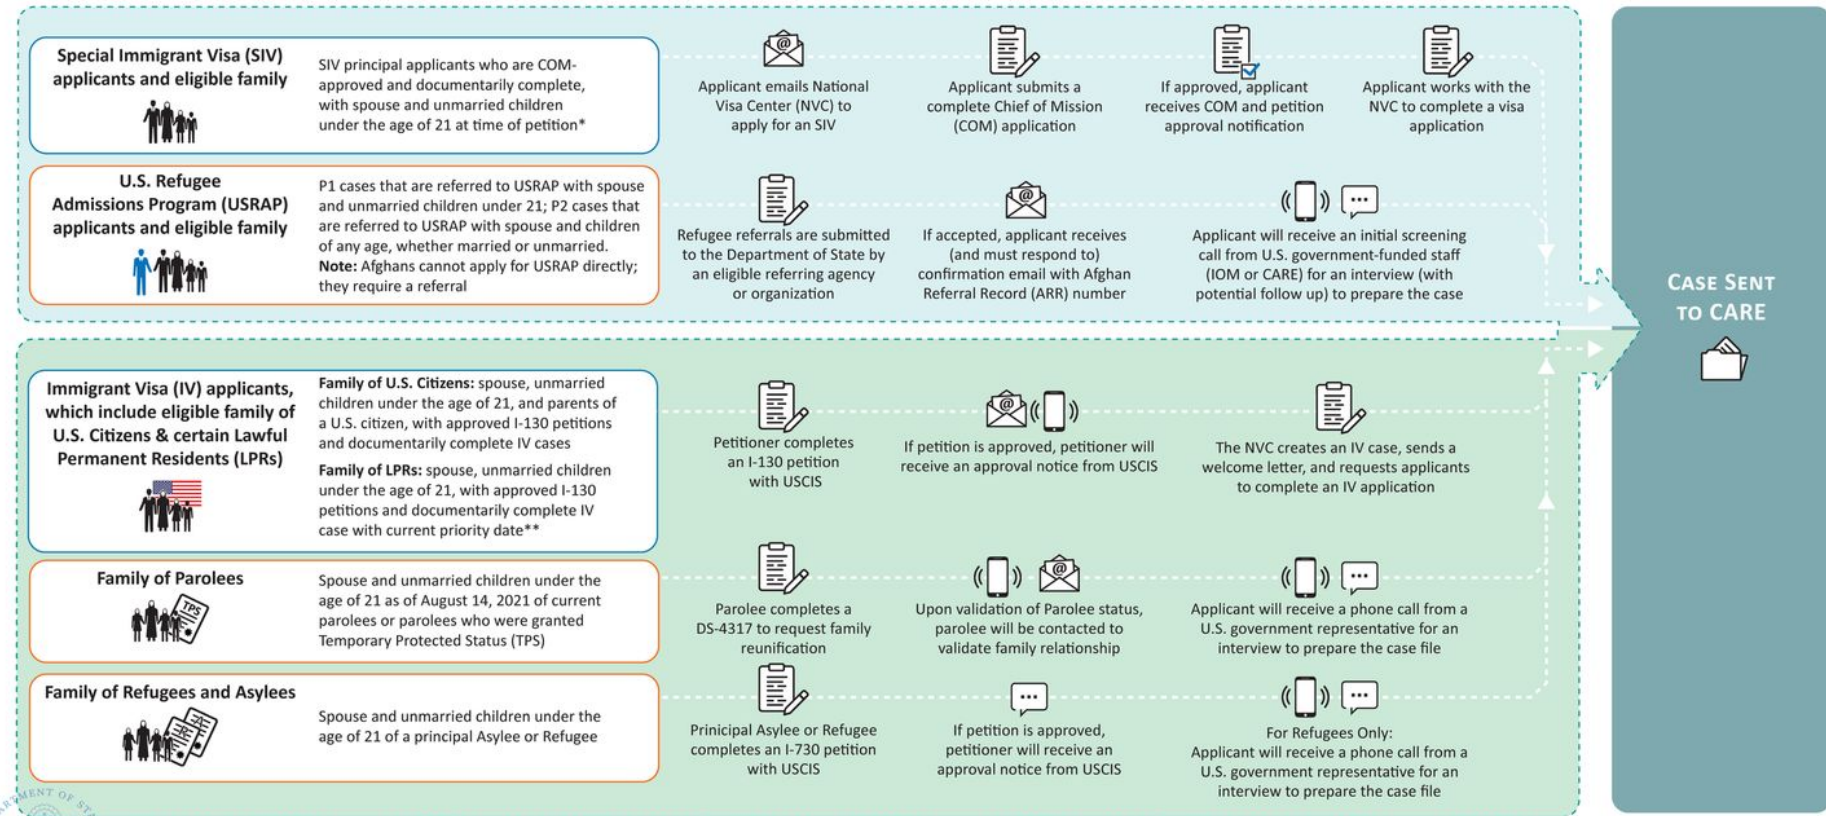 Special Immigrant Visa (SIV)
applicants and eligible family
SIV principal applicants who are COM-
approved and documentarily complete,
with spouse and unmarried children
under the age of 21 at time of petition*
@
Applicant emails National
Visa Center (NVC) to
apply for an SIV
Applicant submits a
complete Chief of Mission
(COM) application
If approved, applicant
receives COM and petition
approval notification
Applicant works with the
NVC to complete a visa
application
U.S. Refugee
Admissions Program (USRAP)
applicants and eligible family
P1 cases that are referred to USRAP with spouse
and unmarried children under 21; P2 cases that
are referred to USRAP with spouse and children
of any age, whether married or unmarried.
Note: Afghans cannot apply for USRAP directly;
they require a referral
Refugee referrals are submitted
to the Department of State by
an eligible referring agency
or organization
@
If accepted, applicant receives
(and must respond to)
confirmation email with Afghan
Referral Record (ARR) number
Applicant will receive an initial screening
call from U.S. government-funded staff
(IOM or CARE) for an interview (with
potential follow up) to prepare the case
CASE SENT
TO CARE
Immigrant Visa (IV) applicants,
which include eligible family of
U.S. Citizens & certain Lawful
Permanent Residents (LPRs)
Family of U.S. Citizens: spouse, unmarried
children under the age of 21, and parents of
a U.S. citizen, with approved I-130 petitions
and documentarily complete IV cases
Family of LPRs: spouse, unmarried children
under the age of 21, with approved I-130
petitions and documentarily complete IV
case with current priority date**
Petitioner completes
an I-130 petition
with USCIS
@
If petition is approved, petitioner will
receive an approval notice from USCIS
The NVC creates an IV case, sends a
welcome letter, and requests applicants
to complete an IV application
Family of Parolees
TPS
Spouse and unmarried children under the
age of 21 as of August 14, 2021 of current
parolees or parolees who were granted
Temporary Protected Status (TPS)
Parolee completes a
DS-4317 to request family
reunification
@
Upon validation of Parolee status,
parolee will be contacted to
validate family relationship
Applicant will receive a phone call from a
U.S. government representative for an
interview to prepare the case file
Family of Refugees and Asylees
Spouse and unmarried children under the
age of 21 of a principal Asylee or Refugee
Prinicipal Asylee or Refugee
completes an I-730 petition
with USCIS
If petition is approved,
petitioner will receive an
approval notice from USCIS
For Refugees Only:
Applicant will receive a phone call from a
U.S. government representative for an
interview to prepare the case file